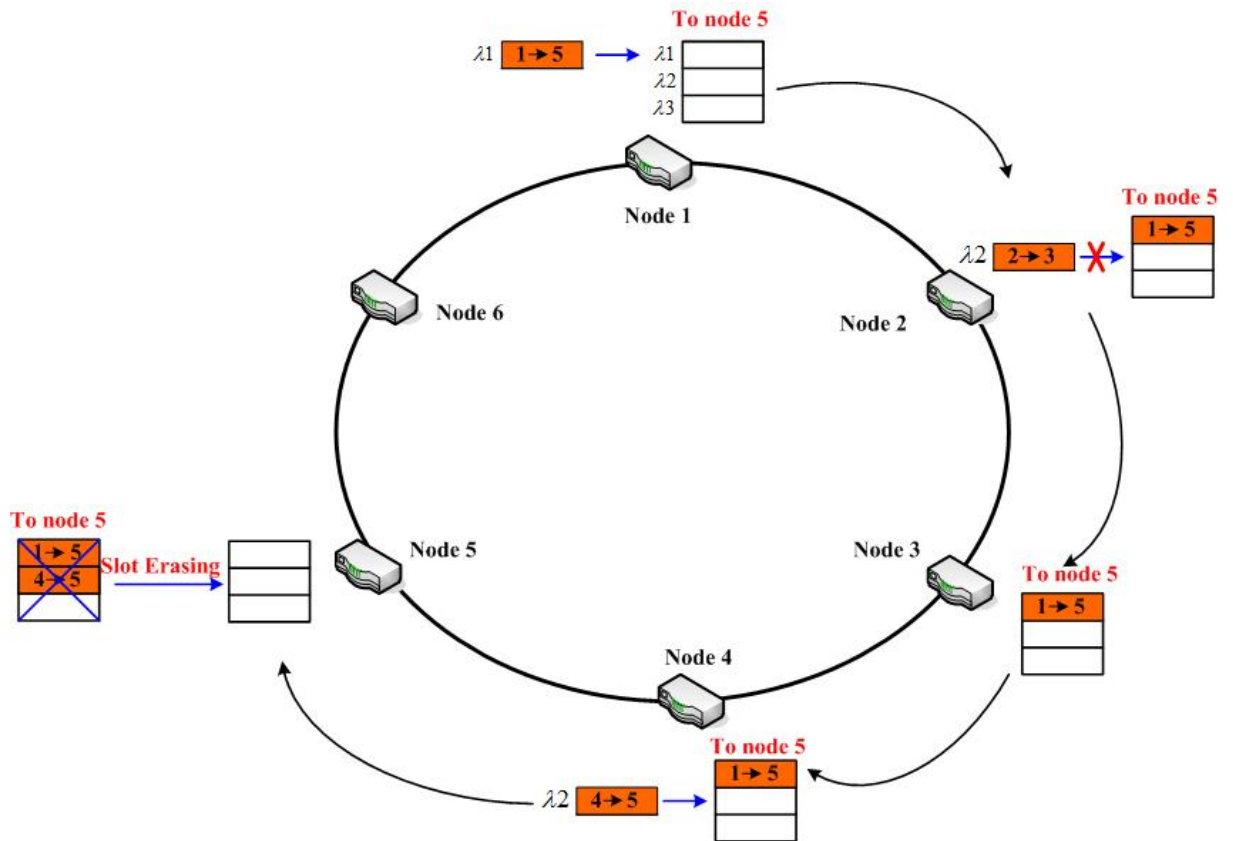 To node 5
λ1 1→5 λ1
λ2
λ3
Node 1
To node 5
1→5
λ2 2→3
Node 2
Node 6
To node 5
1→5
4→5
Slot Erasing
Node 5
Node 3
To node 5
1→5
Node 4
To node 5
1→5
λ2 4→5